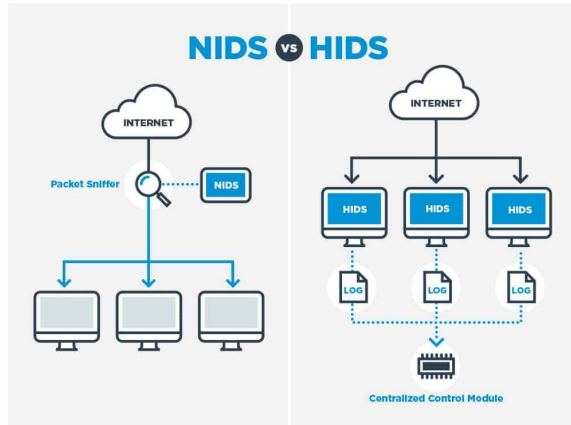 NIDS VS HIDS
INTERNET
Packet Sniffer
NIDS
INTERNET
HIDS
HIDS
HIDS
LOG
LOG
LOG
Centralized Control Module